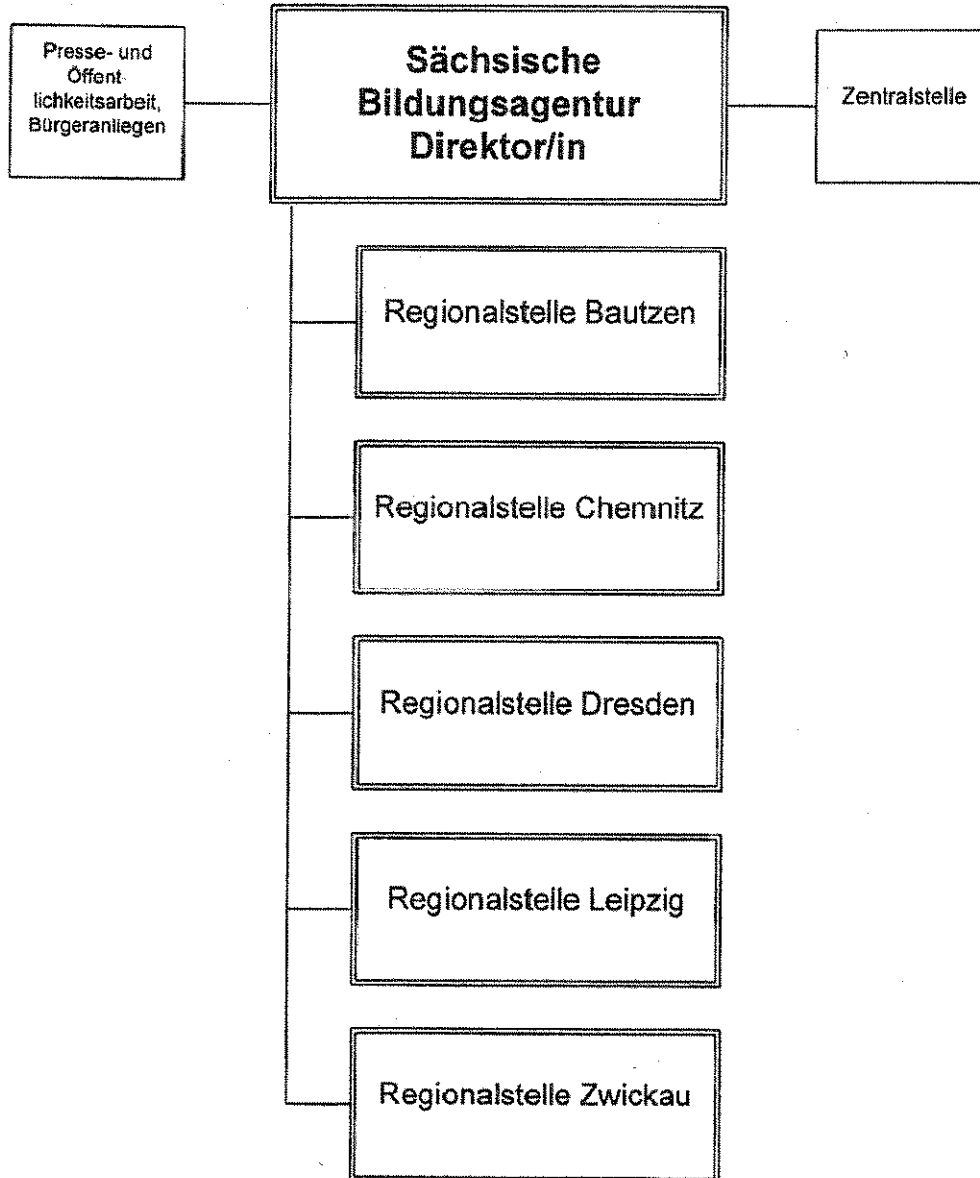 Presse- und
Öffent
lichkeitsarbeit,
Bürgeranliegen
Sächsische
Bildungsagentur
Direktor/in
Zentralstelle
Regionalstelle Bautzen
Regionalstelle Chemnitz
Regionalstelle Dresden
Regionalstelle Leipzig
Regionalstelle Zwickau